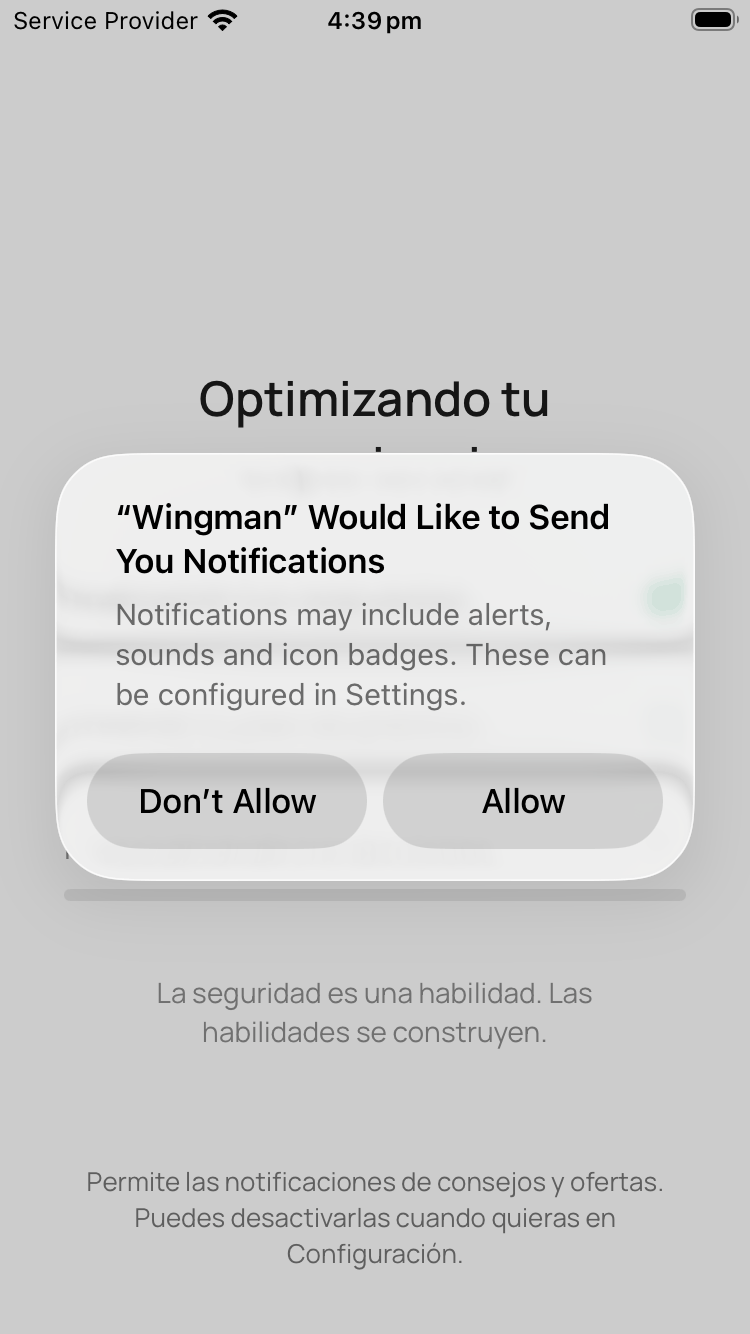 Service Provider
4:39 pm
Optimizando tu
“Wingman” Would Like to Send
You Notifications
Notifications may include alerts,
sounds and icon badges. These can
be configured in Settings.
Don’t Allow
Allow
La seguridad es una habilidad. Las
habilidades se construyen.
Permite las notificaciones de consejos y ofertas.
Puedes desactivarlas cuando quieras en
Configuración.